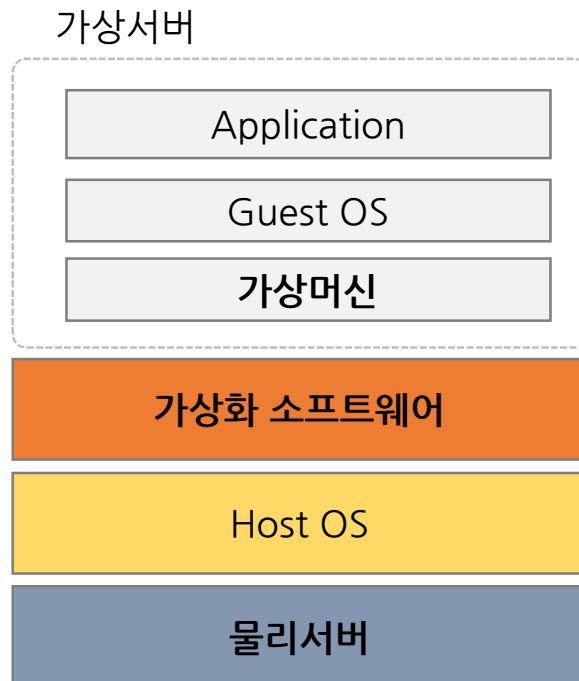 가상서버
Application
Guest OS
가상머신
가상화 소프트웨어
Host OS
물리서버